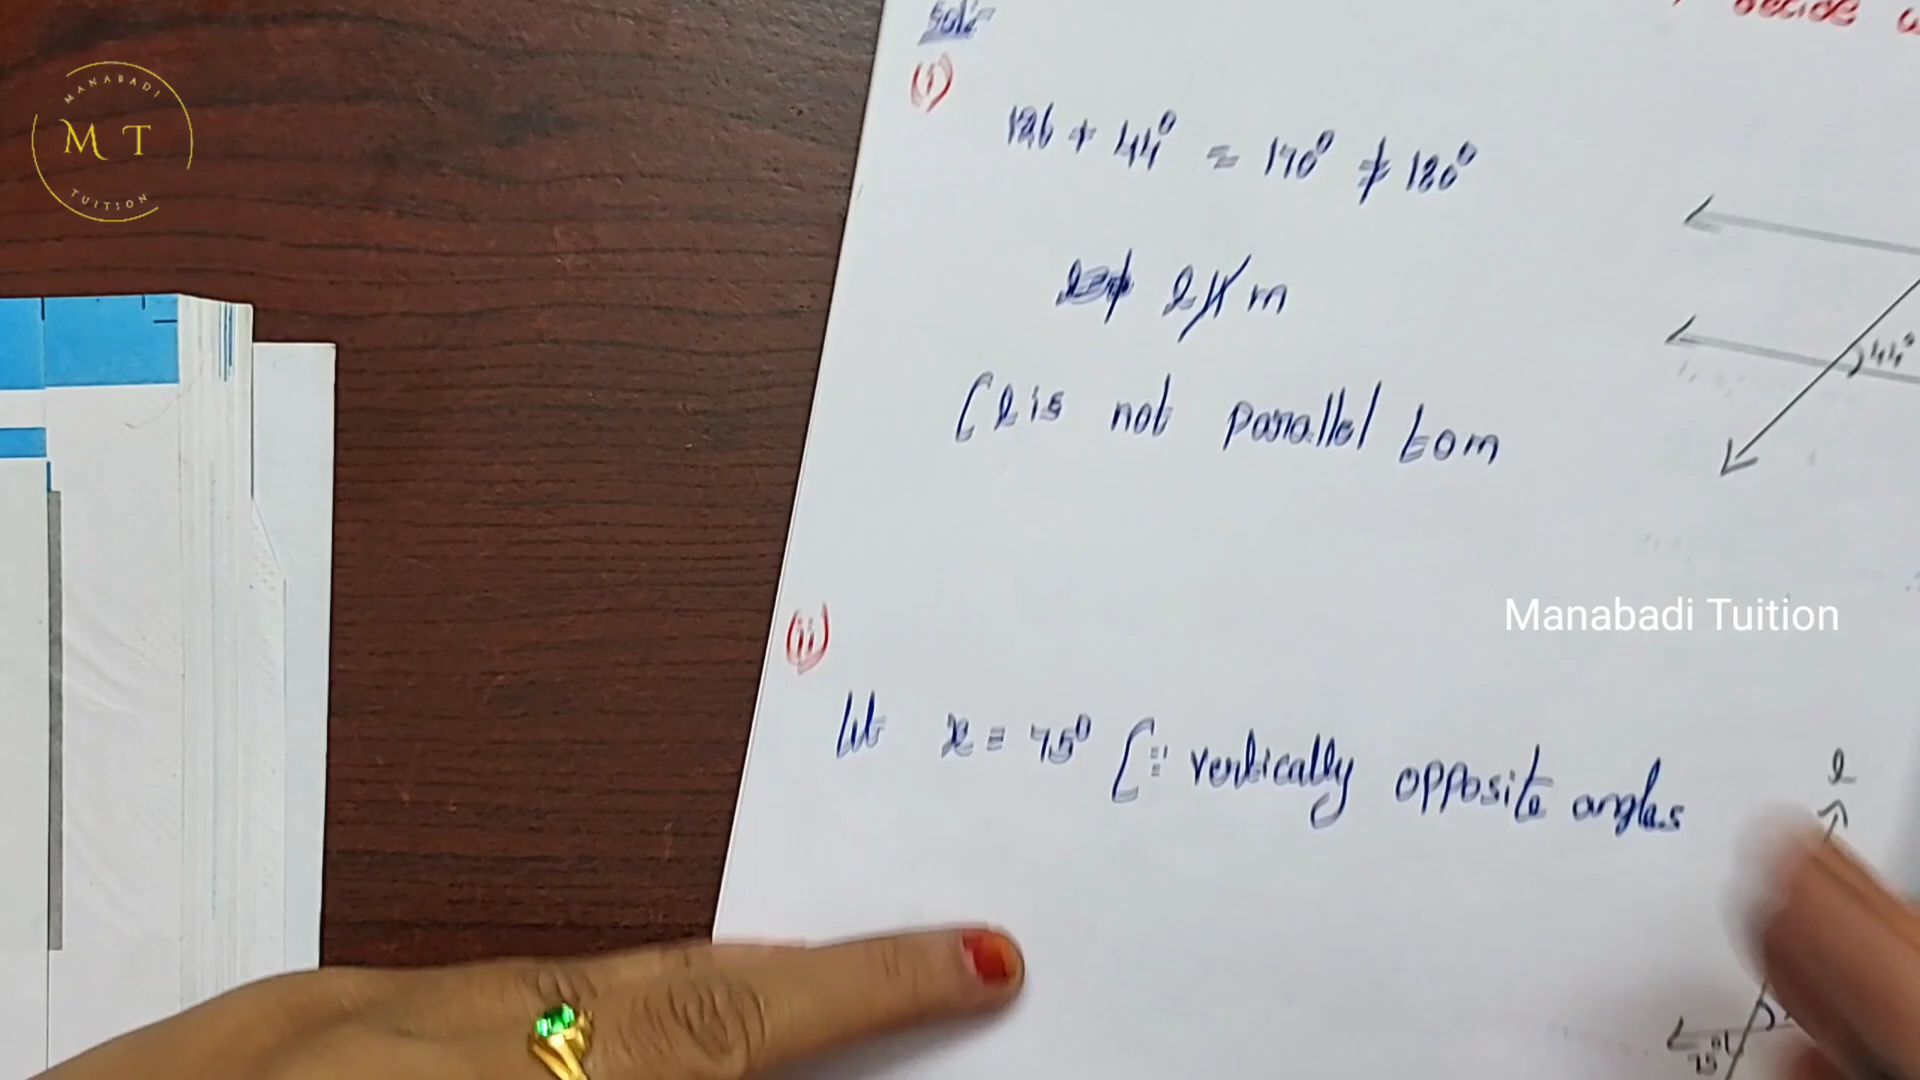 MANABADI
M T
TUITION
Sol:-
decide
(i)
126 + 44° = 170° ≠ 180°
l ∦ m
[l is not parallel to m
44°
Manabadi Tuition
(ii)
let x = 75° [∵ vertically opposite angles
l
75°